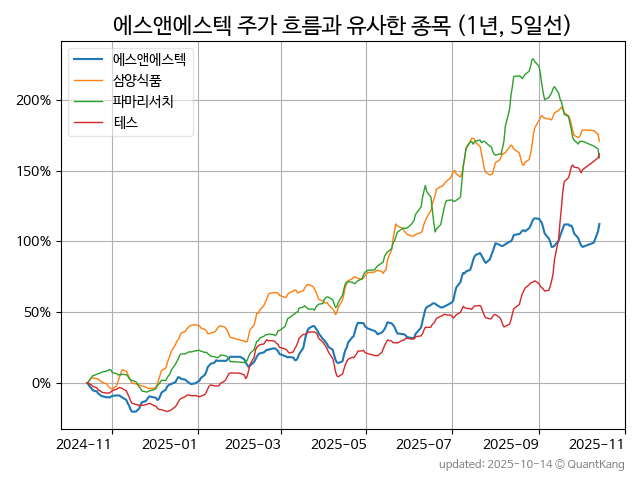 에스앤에스텍 주가 흐름과 유사한 종목 (1년, 5일선)
에스앤에스텍
삼양식품
파마리서치
테스
200%
150%
100%
50%
0%
2024-11 2025-01 2025-03 2025-05 2025-07 2025-09 2025-11
updated: 2025-10-14 © QuantKang